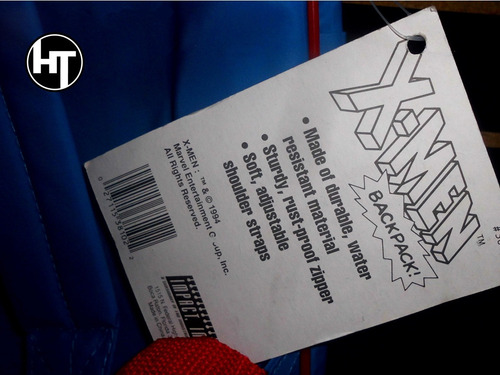 HT
X-MEN
TM
BACKPACK!
• Made of durable, water
resistant material
• Sturdy, rust-proof zipper
• Soft, adjustable
shoulder straps
X-MEN: ™ & © 1994
Marvel Entertainment Group, Inc.
All Rights Reserved.
IMPACT,